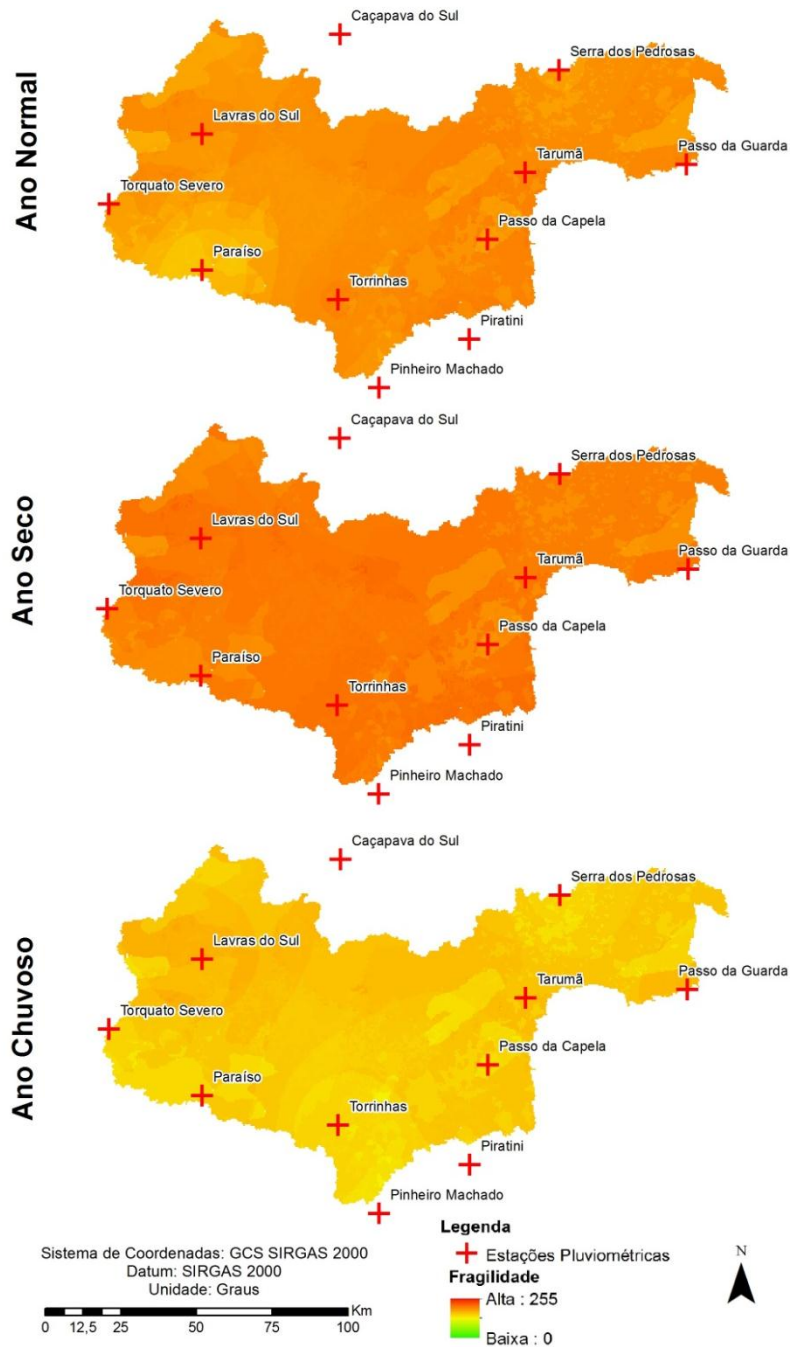 Ano Normal
Caçapava do Sul
Serra dos Pedrosas
Lavras do Sul
Passo da Guarda
Tarumã
Torquato Severo
Passo da Capela
Paraíso
Torrinhas
Piratini
Pinheiro Machado
Ano Seco
Caçapava do Sul
Serra dos Pedrosas
Lavras do Sul
Passo da Guarda
Tarumã
Torquato Severo
Passo da Capela
Paraíso
Torrinhas
Piratini
Pinheiro Machado
Ano Chuvoso
Caçapava do Sul
Serra dos Pedrosas
Lavras do Sul
Passo da Guarda
Tarumã
Torquato Severo
Passo da Capela
Paraíso
Torrinhas
Piratini
Pinheiro Machado
Sistema de Coordenadas: GCS SIRGAS 2000
Datum: SIRGAS 2000
Unidade: Graus
Km
0 12,5 25 50 75 100
Legenda
Estações Pluviométricas
Fragilidade
Alta : 255
Baixa : 0
N